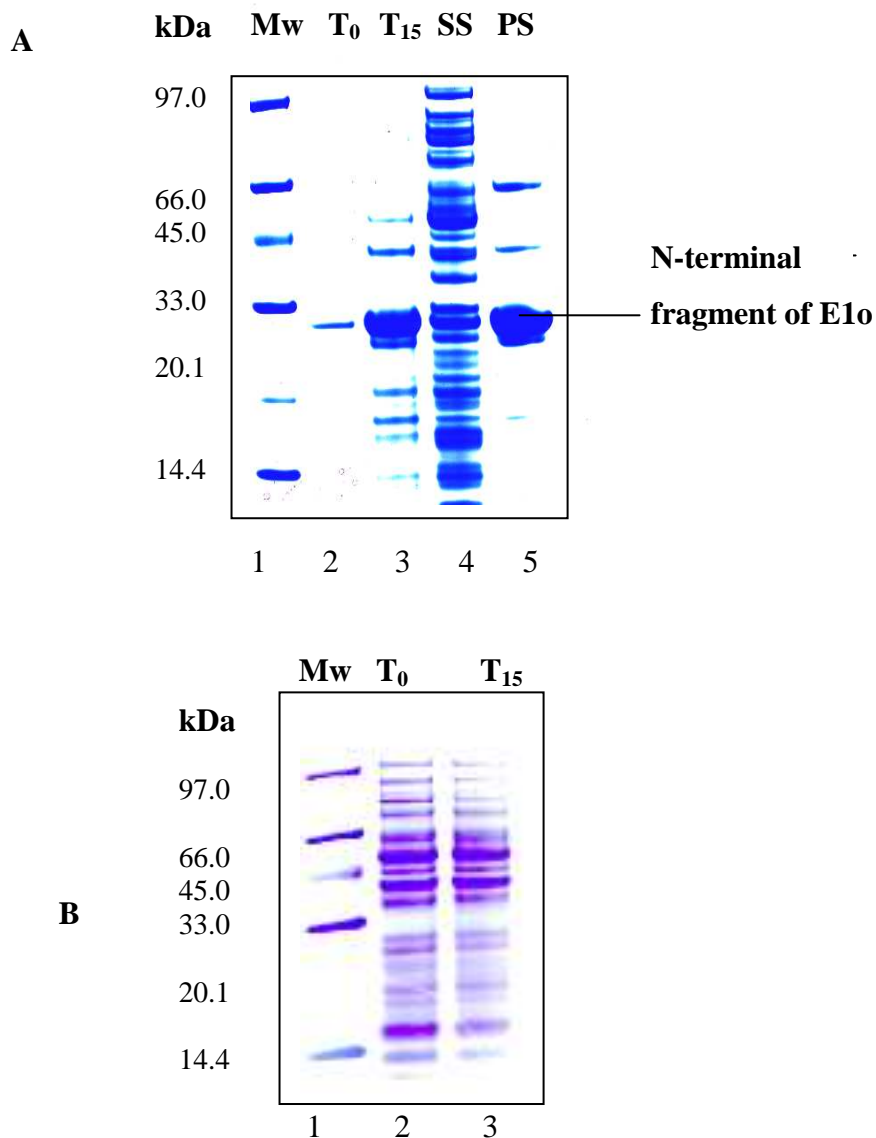 A
kDa Mw T₀ T₁₅ SS PS
97.0
66.0
45.0
33.0
20.1
14.4
N-terminal
fragment of E1o
1 2 3 4 5
Mw T₀ T₁₅
kDa
97.0
66.0
45.0
B
33.0
20.1
14.4
1 2 3